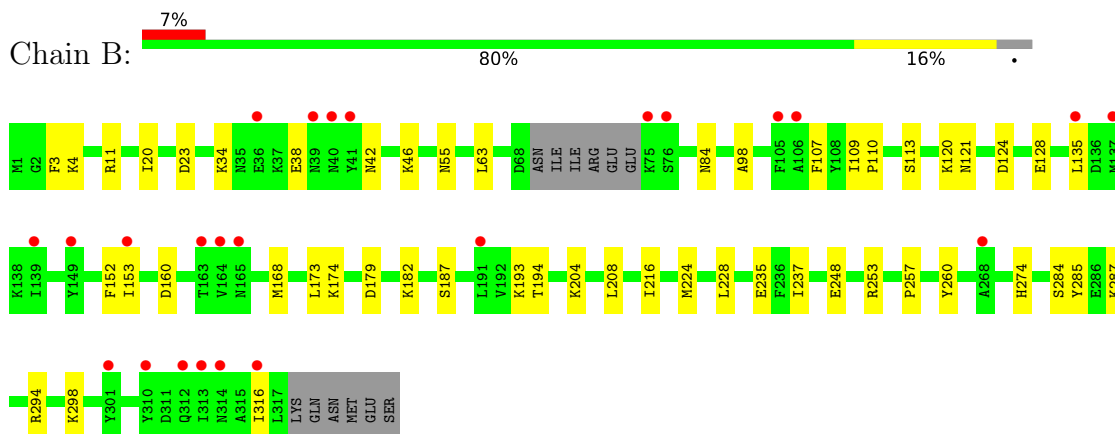 7%
Chain B:
80% 16% •
M1 G2 F3 K4 R11 I20 D23 K34 N35 E36 K37 E38 N39 N40 Y41 N42 K46 N55 L63 D68 ASN ILE ILE ARG GLU GLU K75 S76 N84 A98 F105 A106 F107 Y108 I109 P110 S113 K120 N121 D124 E128 L135 D136 M137
K138 I139 Y149 F152 I153 D160 T163 V164 N165 M168 L173 K174 D179 K182 S187 L191 V192 K193 T194 K204 L208 I216 M224 L228 E235 F236 I237 E248 R253 P257 Y260 A268 H274 S284 Y285 E286 K287
R294 K298 Y301 Y310 D311 Q312 I313 N314 A315 I316 L317 LYS GLN ASN MET GLU SER